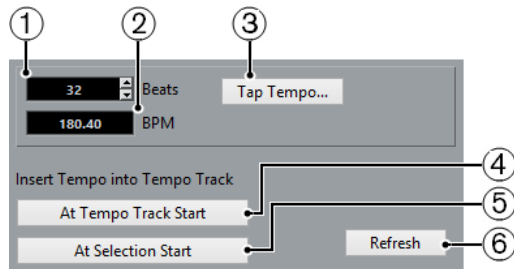 ① ② ③
32 Beats Tap Tempo...
180.40 BPM
Insert Tempo into Tempo Track
At Tempo Track Start ④
At Selection Start ⑤
Refresh ⑥